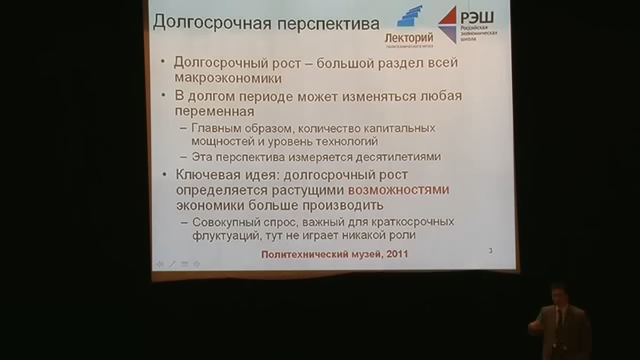 Долгосрочная перспектива
Лекторий
ПОЛИТЕХНИЧЕСКОГО МУЗЕЯ
РЭШ
Российская
экономическая
школа
• Долгосрочный рост – большой раздел всей
макроэкономики
• В долгом периоде может изменяться любая
переменная
– Главным образом, количество капитальных
мощностей и уровень технологий
– Эта перспектива измеряется десятилетиями
• Ключевая идея: долгосрочный рост
определяется растущими возможностями
экономики больше производить
– Совокупный спрос, важный для краткосрочных
флуктуаций, тут не играет никакой роли
Политехнический музей, 2011
3